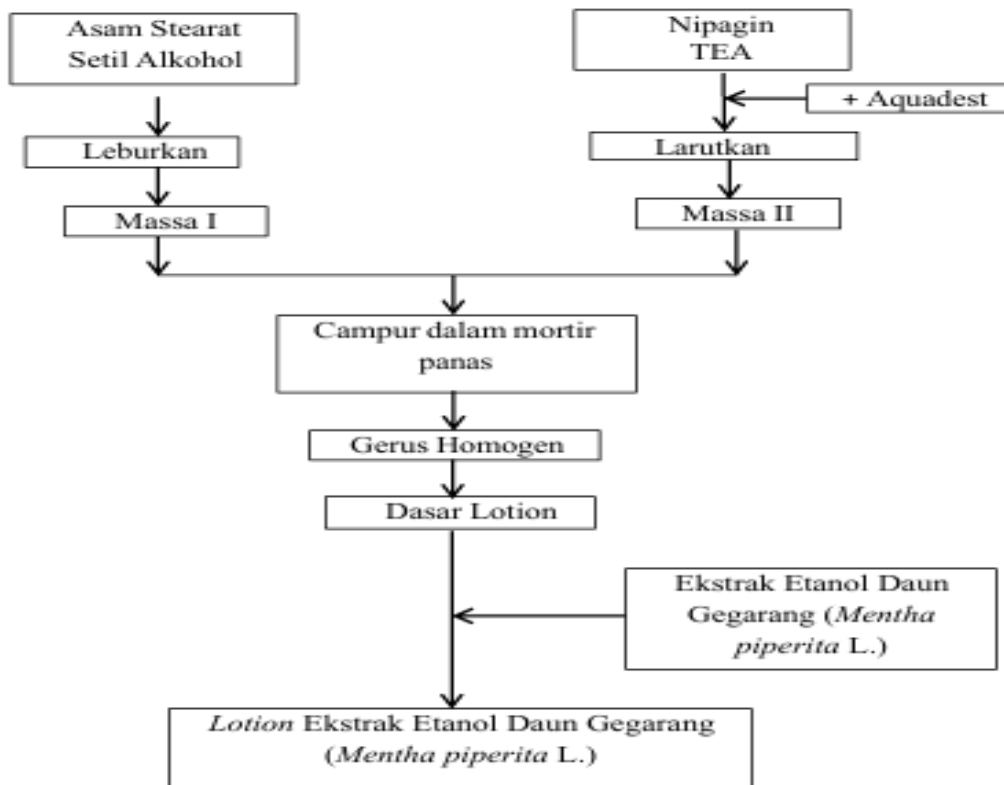 Asam Stearat
Setil Alkohol
Nipagin
TEA
+ Aquadest
Leburkan
Larutkan
Massa I
Massa II
Campur dalam mortir
panas
Gerus Homogen
Dasar Lotion
Ekstrak Etanol Daun
Gegarang (Mentha
piperita L.)
Lotion Ekstrak Etanol Daun Gegarang
(Mentha piperita L.)